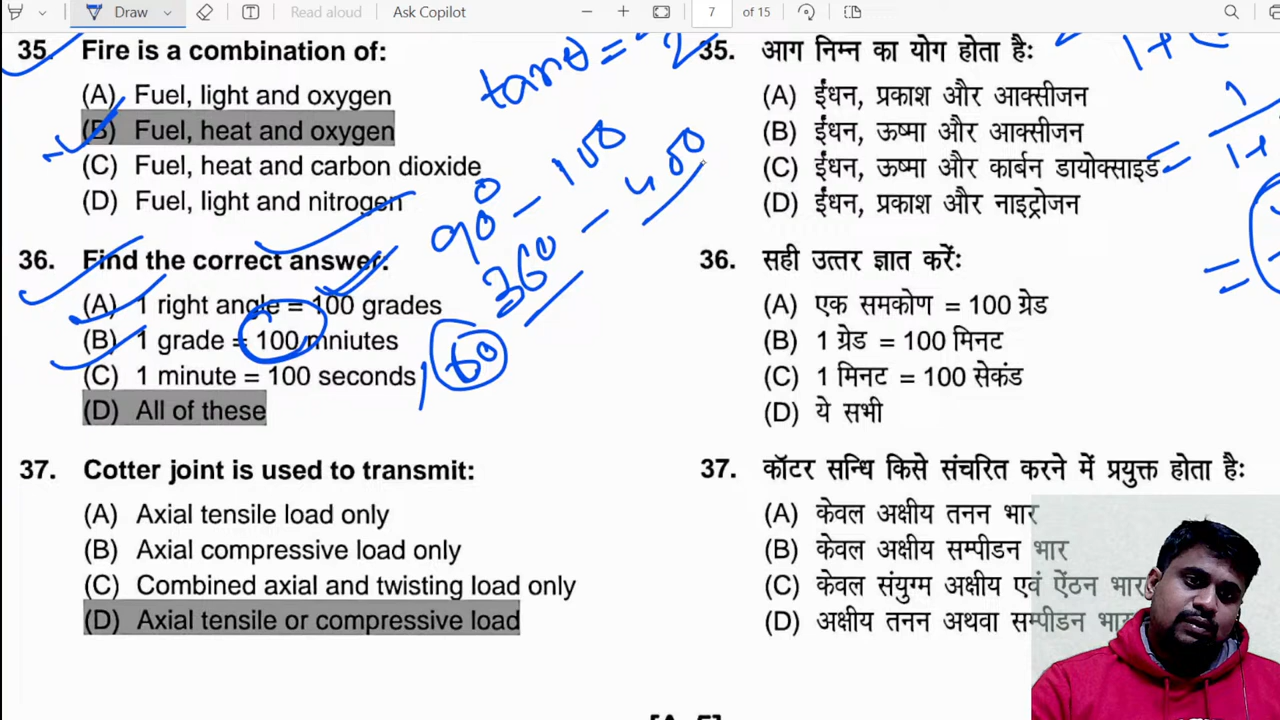 Draw
Read aloud
Ask Copilot
7 of 15
35. Fire is a combination of:
(A) Fuel, light and oxygen
(B) Fuel, heat and oxygen
(C) Fuel, heat and carbon dioxide
(D) Fuel, light and nitrogen
36. Find the correct answer:
(A) 1 right angle = 100 grades
(B) 1 grade = 100 mniutes
(C) 1 minute = 100 seconds
(D) All of these
37. Cotter joint is used to transmit:
(A) Axial tensile load only
(B) Axial compressive load only
(C) Combined axial and twisting load only
(D) Axial tensile or compressive load
tanθ =
90° - 100
360 - 400
60
35. आग निम्न का योग होता हैः
(A) ईंधन, प्रकाश और आक्सीजन
(B) ईंधन, ऊष्मा और आक्सीजन
(C) ईंधन, ऊष्मा और कार्बन डायोक्साइड
(D) ईंधन, प्रकाश और नाइट्रोजन
36. सही उत्तर ज्ञात करेंः
(A) एक समकोण = 100 ग्रेड
(B) 1 ग्रेड = 100 मिनट
(C) 1 मिनट = 100 सेकंड
(D) ये सभी
37. कॉटर सन्धि किसे संचरित करने में प्रयुक्त होता हैः
(A) केवल अक्षीय तनन भार
(B) केवल अक्षीय सम्पीडन भार
(C) केवल संयुग्म अक्षीय एवं ऐंठन भार
(D) अक्षीय तनन अथवा सम्पीडन भार